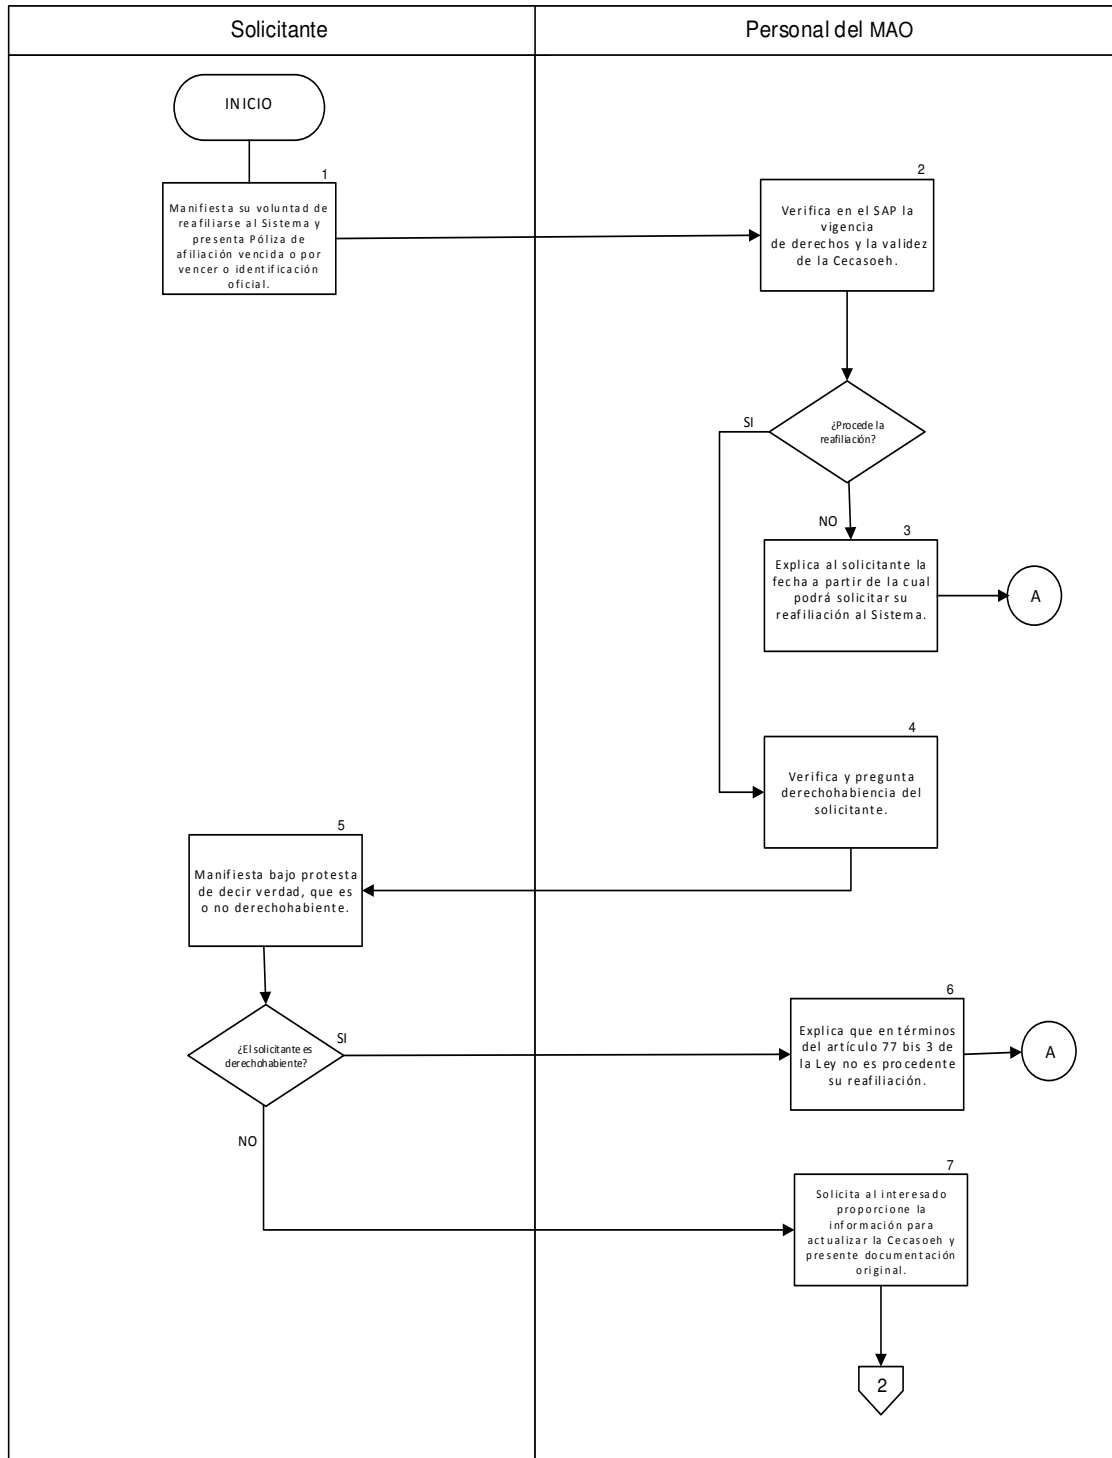 Solicitante
Personal del MAO
INICIO
1
Manifiesta su voluntad de
reafiliarse al Sistema y
presenta Póliza de
afiliación vencida o por
vencer o identificación
oficial.
2
Verifica en el SAP la
vigencia
de derechos y la validez
de la Cecasoeh.
¿Procede la
reafiliación?
SI
NO
3
Explica al solicitante la
fecha a partir de la cual
podrá solicitar su
reafiliación al Sistema.
A
4
Verifica y pregunta
derechohabiencia del
solicitante.
5
Manifiesta bajo protesta
de decir verdad, que es
o no derechohabiente.
¿El solicitante es
derechohabiente?
SI
NO
6
Explica que en términos
del artículo 77 bis 3 de
la Ley no es procedente
su reafiliación.
A
7
Solicita al interesado
proporcione la
información para
actualizar la Cecasoeh y
presente documentación
original.
2